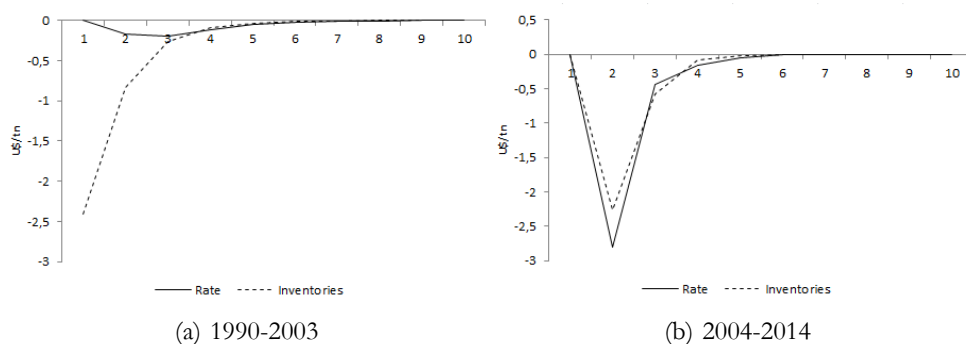 0
1 2 3 4 5 6 7 8 9 10
-0,5
-1
-1,5
-2
-2,5
-3
U$/tn
Rate Inventories
(a) 1990-2003
0,5
0
1 2 3 4 5 6 7 8 9 10
-0,5
-1
-1,5
-2
-2,5
-3
U$/tn
Rate Inventories
(b) 2004-2014